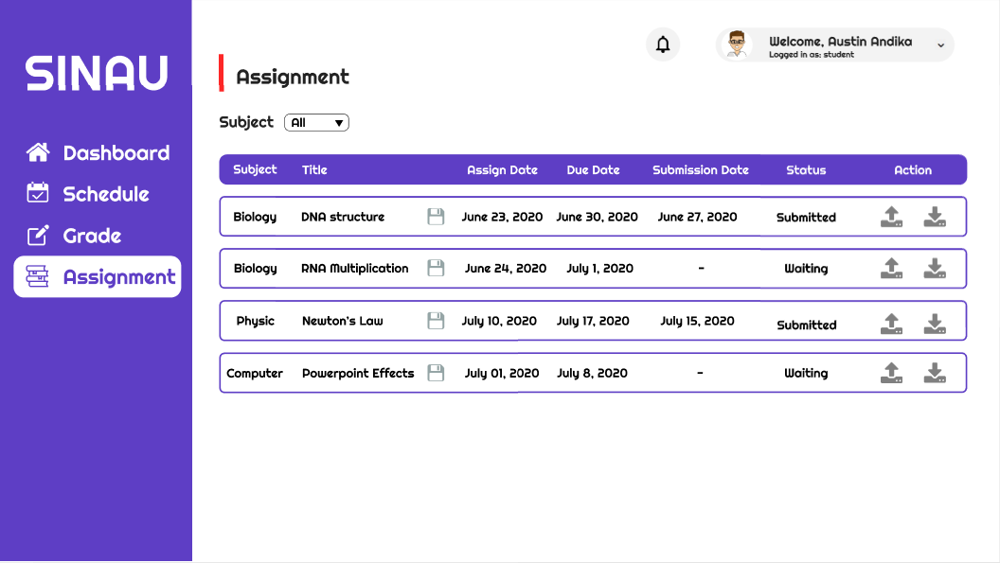 SINAU
Dashboard
Schedule
Grade
Assignment
Welcome, Austin Andika
Logged in as: student
Assignment
Subject All
Subject Title Assign Date Due Date Submission Date Status Action
Biology DNA structure June 23, 2020 June 30, 2020 June 27, 2020 Submitted
Biology RNA Multiplication June 24, 2020 July 1, 2020 - Waiting
Physic Newton's Law July 10, 2020 July 17, 2020 July 15, 2020 Submitted
Computer Powerpoint Effects July 01, 2020 July 8, 2020 - Waiting